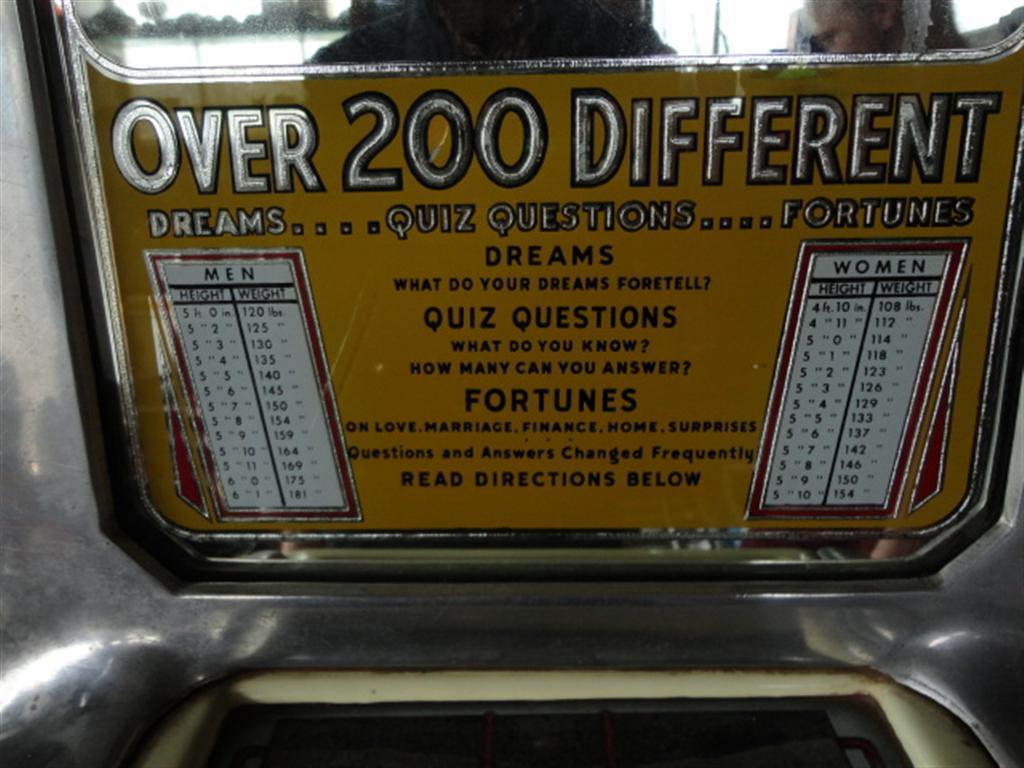 OVER 200 DIFFERENT
DREAMS....QUIZ QUESTIONS....FORTUNES
DREAMS
WHAT DO YOUR DREAMS FORETELL?
QUIZ QUESTIONS
WHAT DO YOU KNOW?
HOW MANY CAN YOU ANSWER?
FORTUNES
ON LOVE, MARRIAGE, FINANCE, HOME, SURPRISES
Questions and Answers Changed Frequently
READ DIRECTIONS BELOW
MEN
HEIGHT WEIGHT
5 ft. 0 in. 120 lbs.
5 " 2 " 125 "
5 " 3 " 130 "
5 " 4 " 135 "
5 " 5 " 140 "
5 " 6 " 145 "
5 " 7 " 150 "
5 " 8 " 154 "
5 " 9 " 159 "
5 " 10 " 164 "
5 " 11 " 169 "
6 " 0 " 175 "
6 " 1 " 181 "
WOMEN
HEIGHT WEIGHT
4 ft. 10 in. 108 lbs.
4 " 11 " 112 "
5 " 0 " 114 "
5 " 1 " 118 "
5 " 2 " 123 "
5 " 3 " 126 "
5 " 4 " 129 "
5 " 5 " 133 "
5 " 6 " 137 "
5 " 7 " 142 "
5 " 8 " 146 "
5 " 9 " 150 "
5 " 10 " 154 "